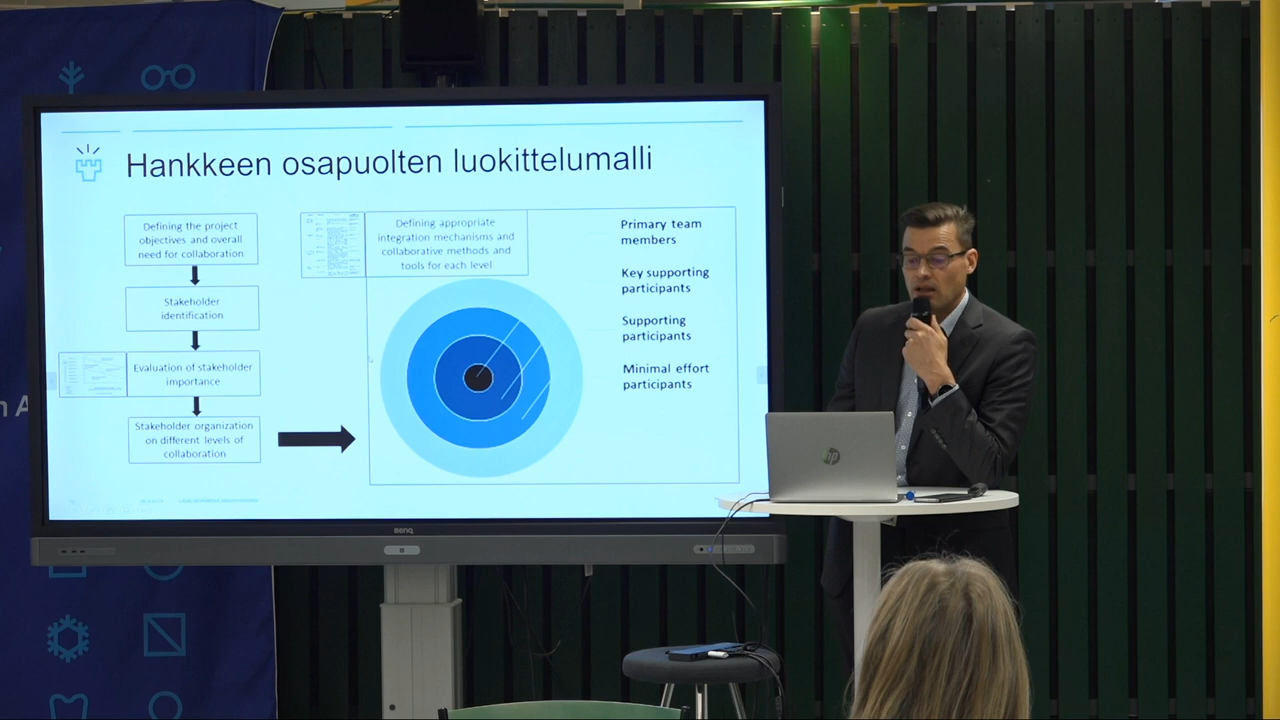 Hankkeen osapuolten luokittelumalli
Defining the project
objectives and overall
need for collaboration
Stakeholder
identification
Evaluation of stakeholder
importance
Stakeholder organization
on different levels of
collaboration
Defining appropriate
integration mechanisms and
collaborative methods and
tools for each level
Primary team
members
Key supporting
participants
Supporting
participants
Minimal effort
participants
BenQ
hp
n A